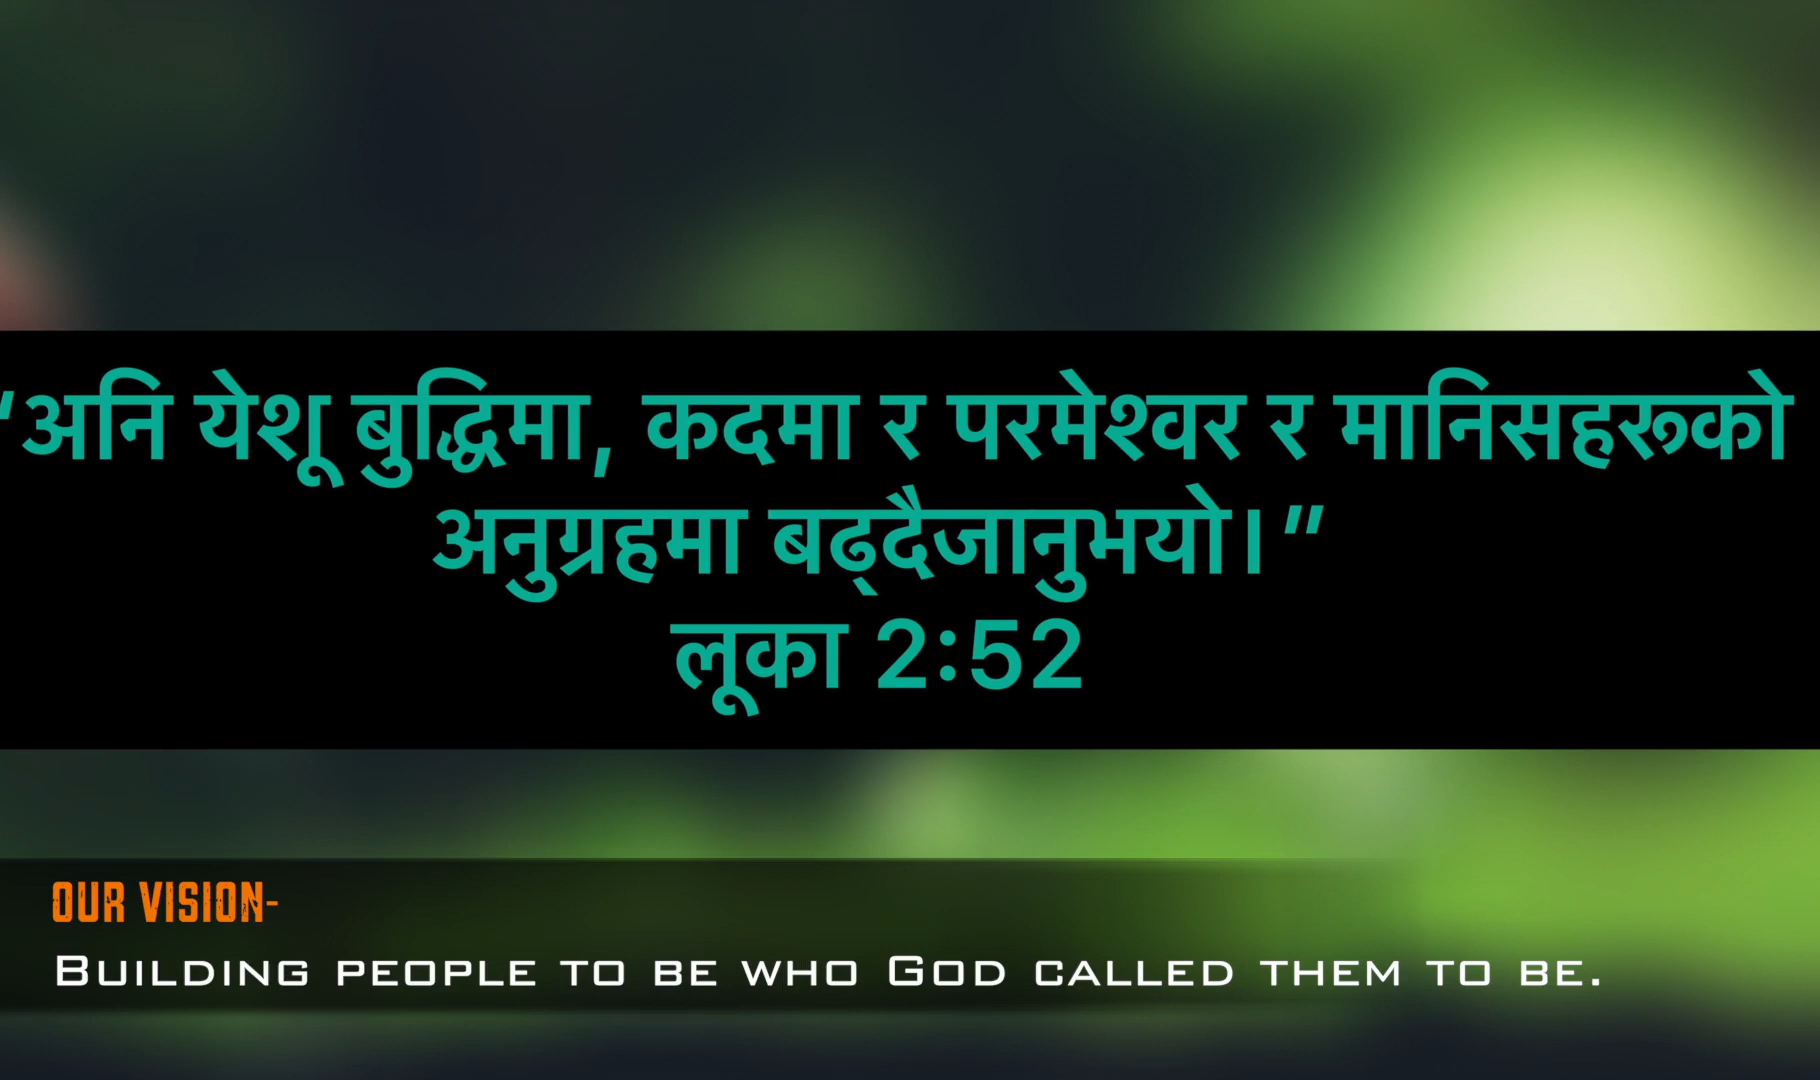 "अनि येशू बुद्धिमा, कदमा र परमेश्वर र मानिसहरूको
अनुग्रहमा बढ्दैजानुभयो।"
लूका 2:52
OUR VISION-
Building people to be who God called them to be.